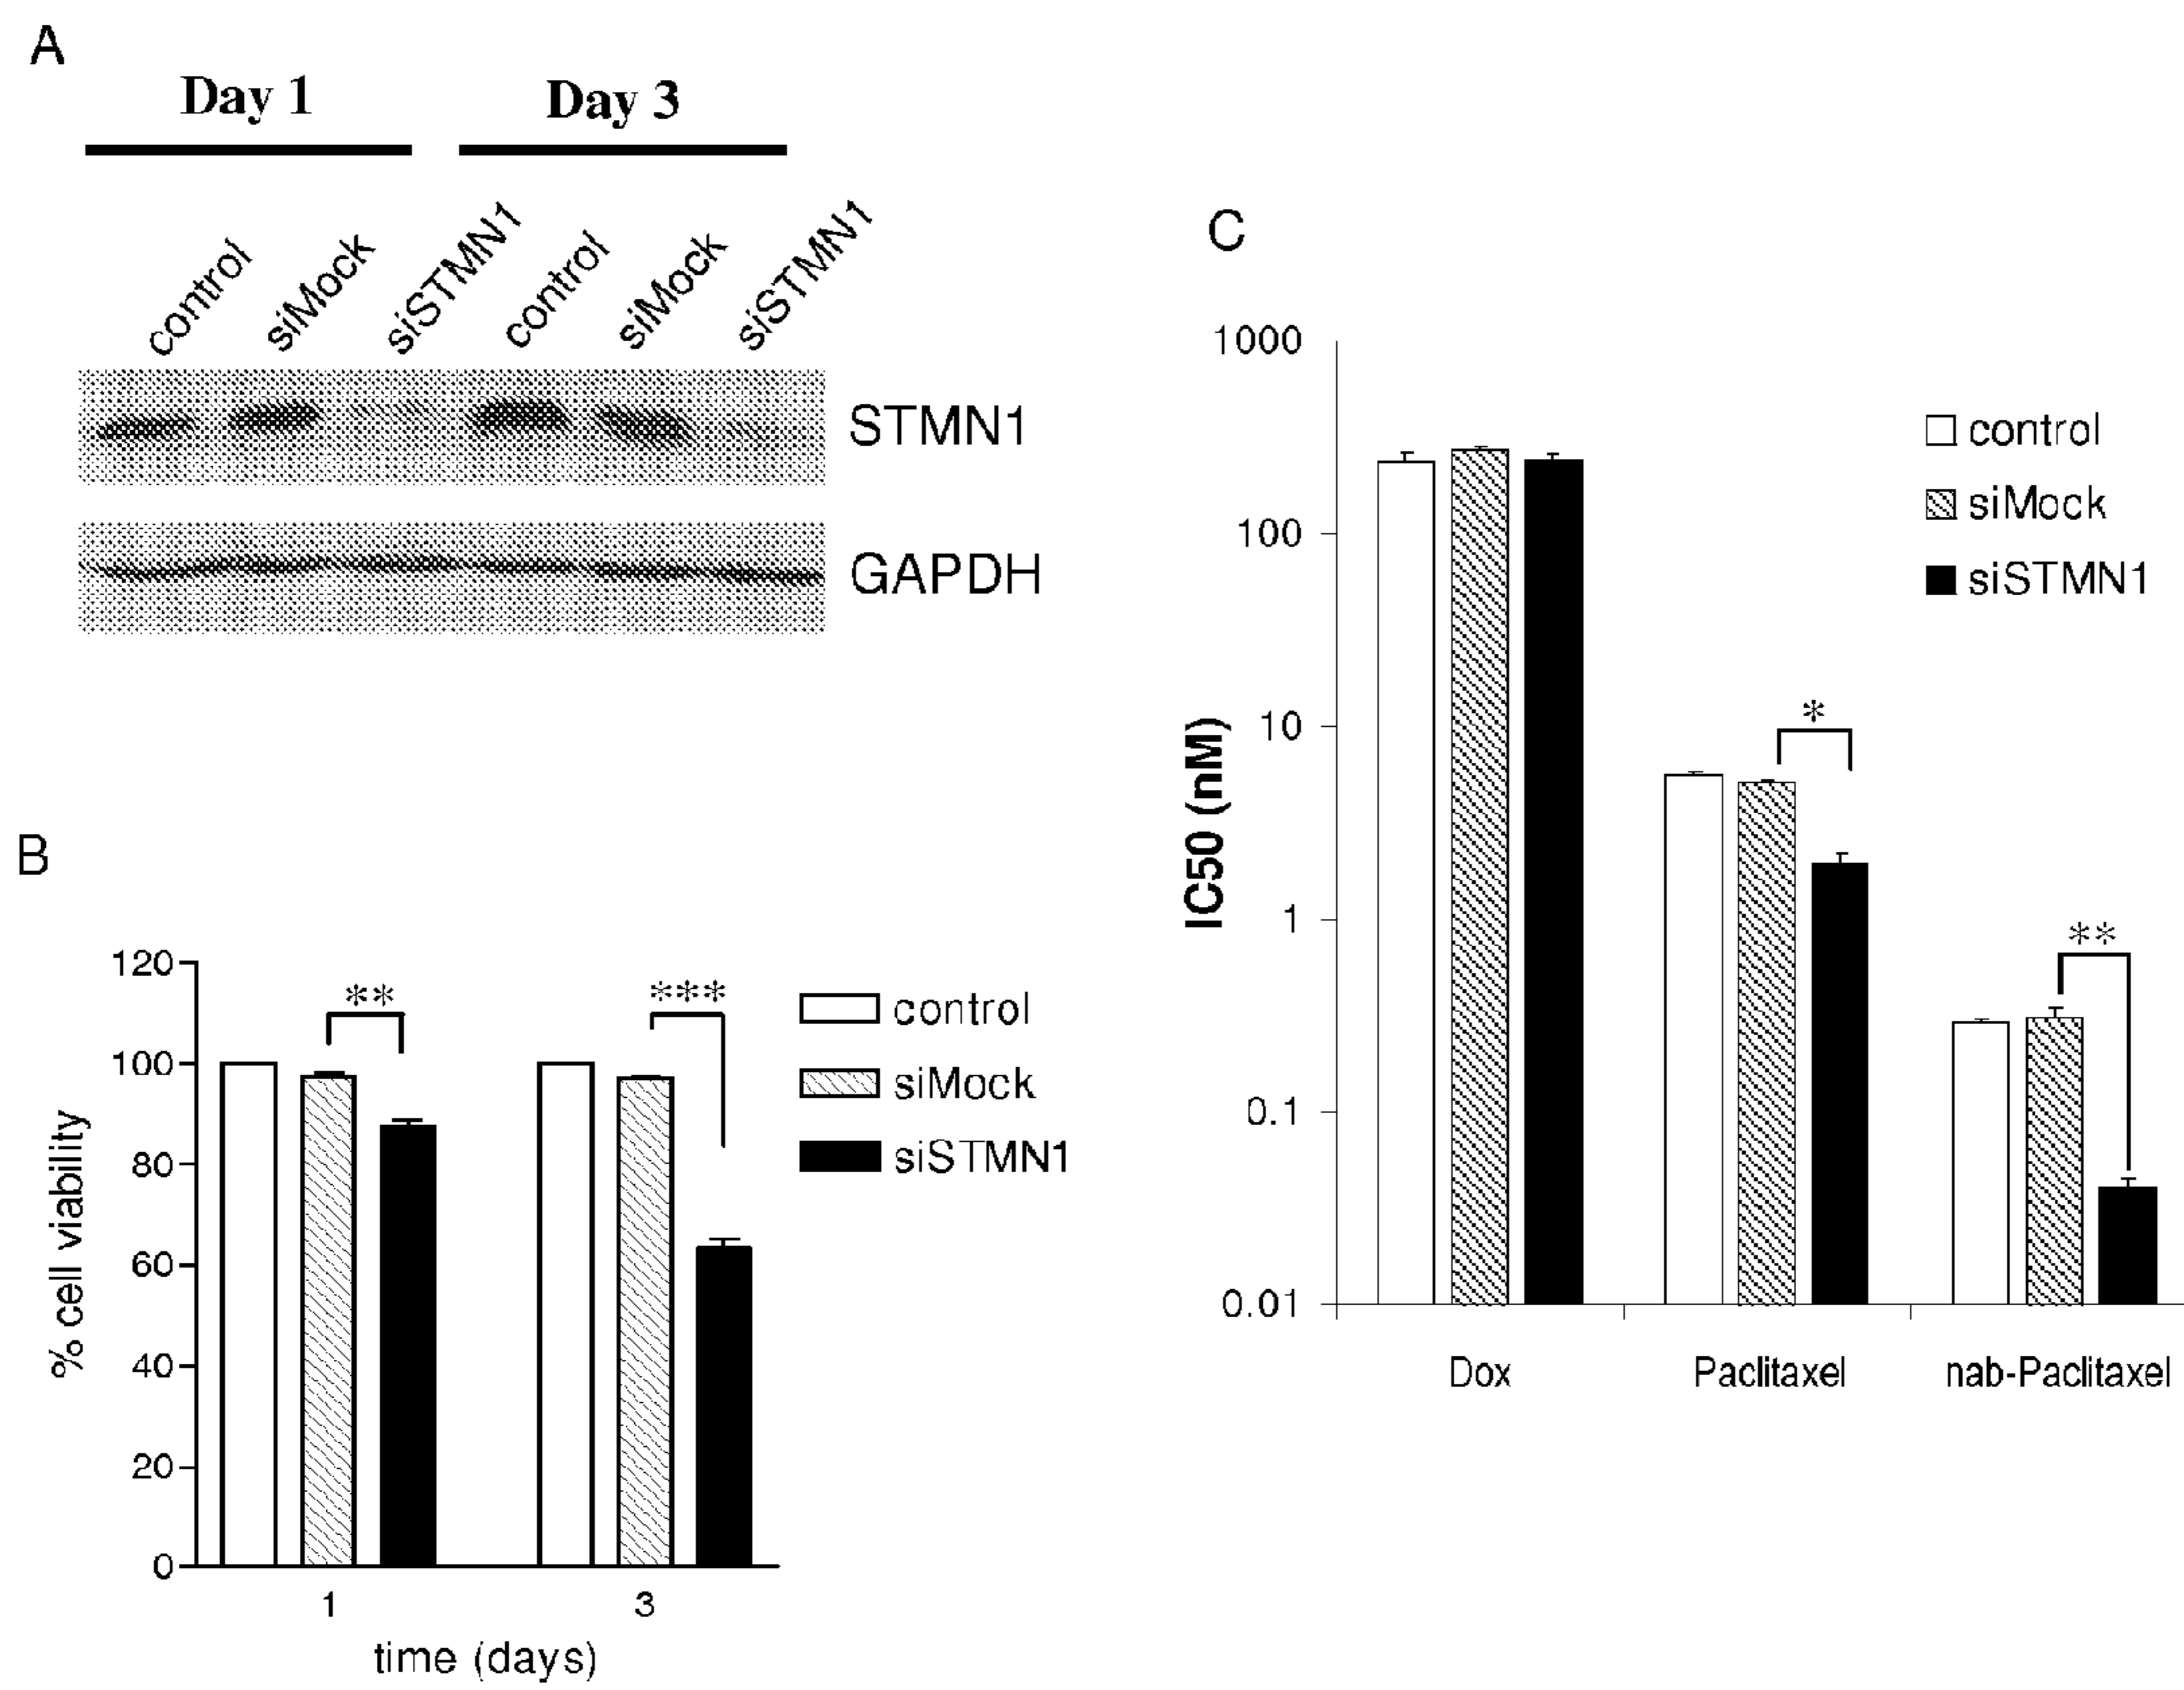 A
Day 1 Day 3
control siMock siSTMN1 control siMock siSTMN1
STMN1
GAPDH
B
120
100
80
60
40
20
0
% cell viability
** ***
control
siMock
siSTMN1
1 3
time (days)
C
1000
100
10
1
0.1
0.01
IC50 (nM)
control
siMock
siSTMN1
*
**
Dox Paclitaxel nab-Paclitaxel